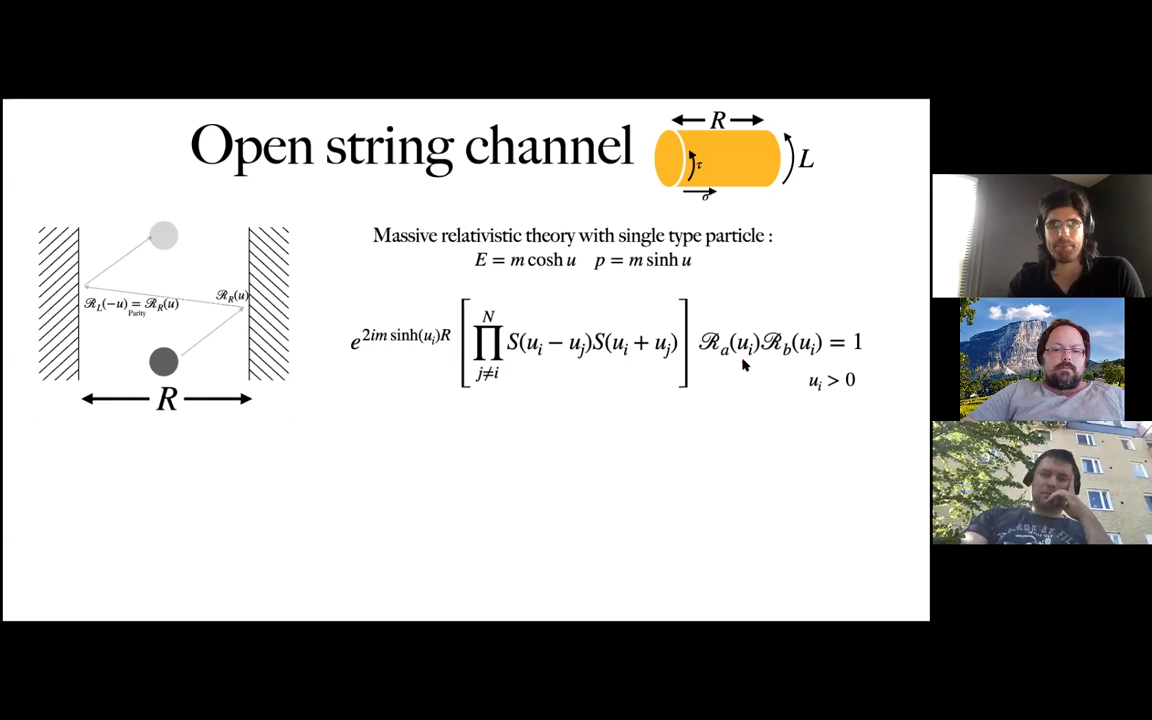 Open string channel
R
τ
L
σ
Massive relativistic theory with single type particle :
E = m cosh u p = m sinh u
ℛ_L(−u) = ℛ_R(u)
Parity
ℛ_R(u)
e^{2im sinh(u_i)R} [ ∏_{j≠i}^{N} S(u_i − u_j)S(u_i + u_j) ] ℛ_a(u_i)ℛ_b(u_i) = 1
u_i > 0
R